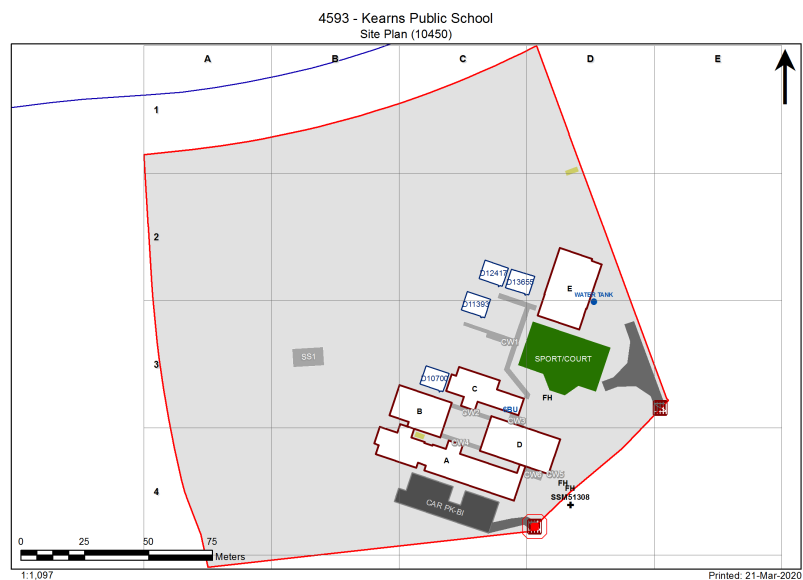 4593 - Kearns Public School
Site Plan (10450)
A B C D E
1
2
D12417
D13655
E
WATER TANK
D11393
CW1
3
SS1
SPORT/COURT
D10700
C
FH
SBU
B
CW2
CW3
CW4
D
A
CW5
4
FH
FH
SSM51308
CAR PK-BI
0 25 50 75
Meters
1:1,097
Printed: 21-Mar-2020